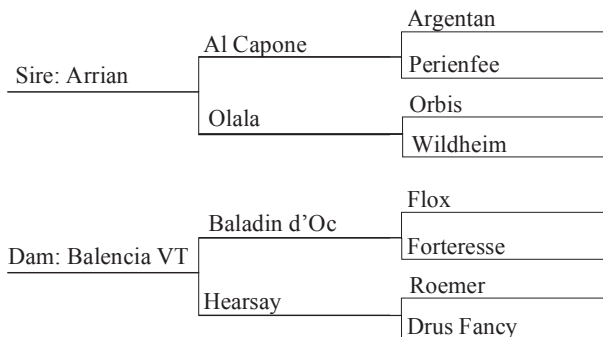 Argentan
Al Capone
Perienfee
Sire: Arrian
Orbis
Olala
Wildheim
Flox
Baladin d’Oc
Forteresse
Dam: Balencia VT
Roemer
Hearsay
Drus Fancy